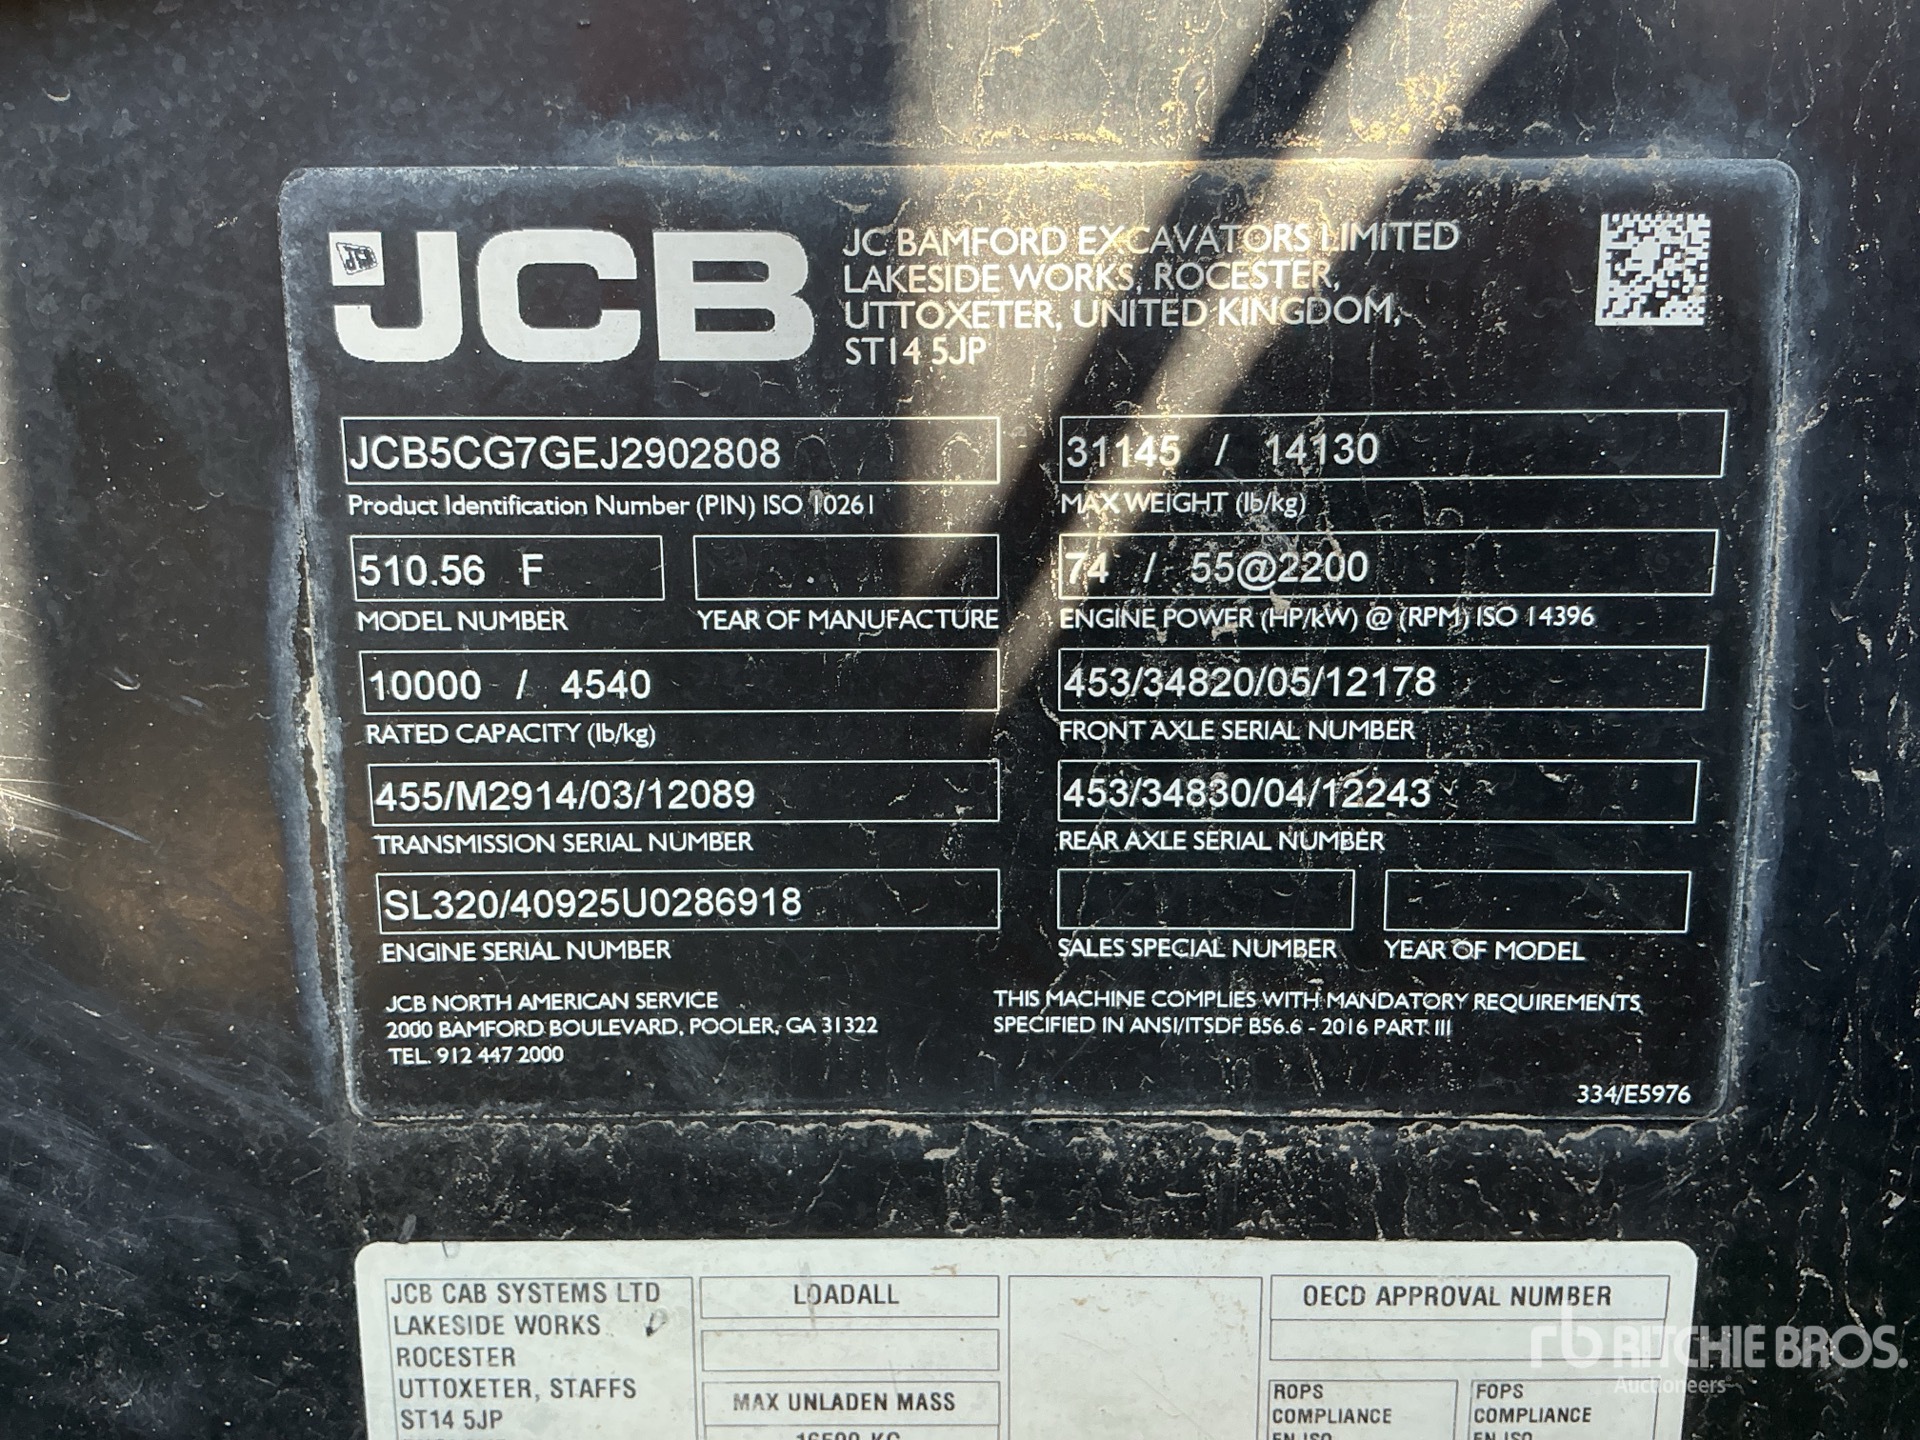 JCB
JC BAMFORD EXCAVATORS LIMITED
LAKESIDE WORKS, ROCESTER,
UTTOXETER, UNITED KINGDOM,
ST14 5JP
JCB5CG7GEJ2902808
Product Identification Number (PIN) ISO 10261
31145 / 14130
MAX WEIGHT (lb/kg)
510.56 F
MODEL NUMBER
YEAR OF MANUFACTURE
74 / 55@2200
ENGINE POWER (HP/kW) @ (RPM) ISO 14396
10000 / 4540
RATED CAPACITY (lb/kg)
453/34820/05/12178
FRONT AXLE SERIAL NUMBER
455/M2914/03/12089
TRANSMISSION SERIAL NUMBER
453/34830/04/12243
REAR AXLE SERIAL NUMBER
SL320/40925U0286918
ENGINE SERIAL NUMBER
SALES SPECIAL NUMBER
YEAR OF MODEL
JCB NORTH AMERICAN SERVICE
2000 BAMFORD BOULEVARD, POOLER, GA 31322
TEL. 912 447 2000
THIS MACHINE COMPLIES WITH MANDATORY REQUIREMENTS
SPECIFIED IN ANSI/ITSDF B56.6 - 2016 PART III
334/E5976
JCB CAB SYSTEMS LTD
LAKESIDE WORKS
ROCESTER
UTTOXETER, STAFFS
ST14 5JP
LOADALL
MAX UNLADEN MASS
OECD APPROVAL NUMBER
ROPS
COMPLIANCE
EN ISO
FOPS
COMPLIANCE
EN ISO
rb RITCHIE BROS.
Auctioneers